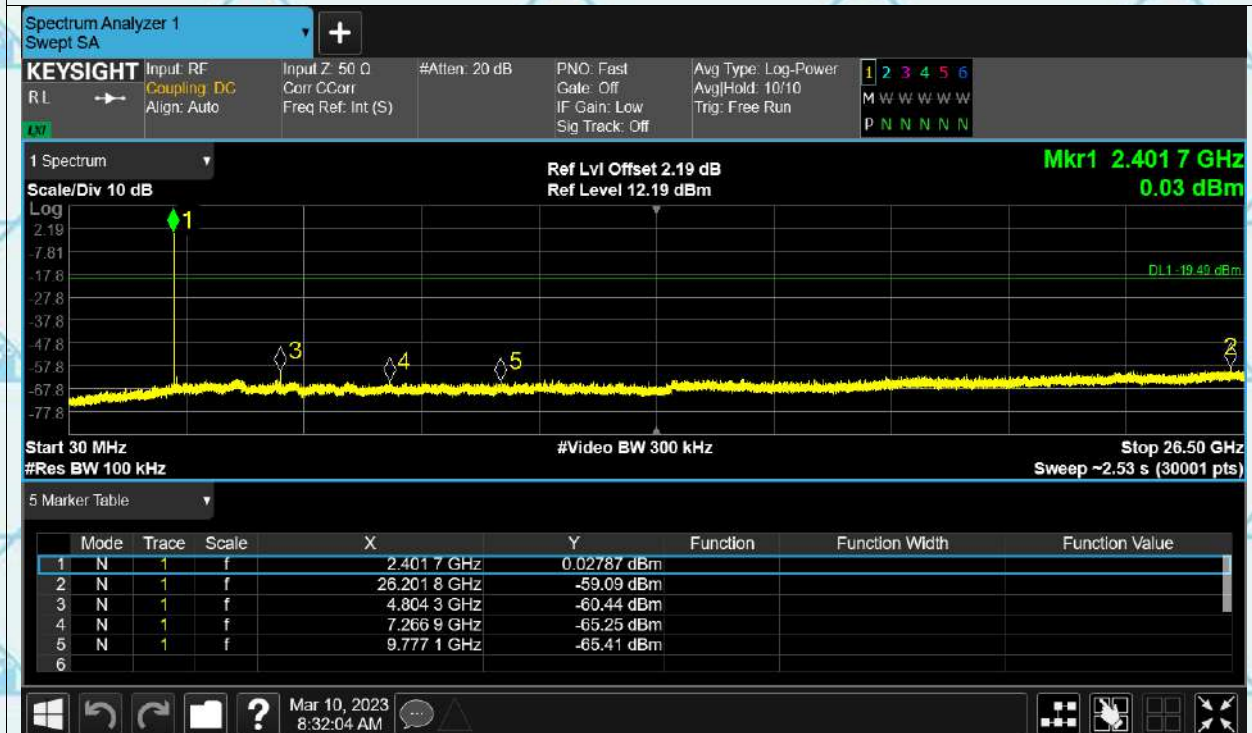 Spectrum Analyzer 1
Swept SA
+
KEYSIGHT
RL
LXI
Input: RF
Coupling: DC
Align: Auto
Input Z: 50 Ω
Corr CCorr
Freq Ref: Int (S)
#Atten: 20 dB
PNO: Fast
Gate: Off
IF Gain: Low
Sig Track: Off
Avg Type: Log-Power
Avg|Hold: 10/10
Trig: Free Run
1 2 3 4 5 6
M W W W W W
P N N N N N
1 Spectrum
Scale/Div 10 dB
Ref Lvl Offset 2.19 dB
Ref Level 12.19 dBm
Mkr1 2.401 7 GHz
0.03 dBm
Log
2.19
-7.81
-17.8
-27.8
-37.8
-47.8
-57.8
-67.8
-77.8
1
DL1 -19.49 dBm
3
4
5
2
Start 30 MHz
#Res BW 100 kHz
#Video BW 300 kHz
Stop 26.50 GHz
Sweep ~2.53 s (30001 pts)
5 Marker Table
Mode Trace Scale X Y Function Function Width Function Value
1 N 1 f 2.401 7 GHz 0.02787 dBm
2 N 1 f 26.201 8 GHz -59.09 dBm
3 N 1 f 4.804 3 GHz -60.44 dBm
4 N 1 f 7.266 9 GHz -65.25 dBm
5 N 1 f 9.777 1 GHz -65.41 dBm
6
?
Mar 10, 2023
8:32:04 AM